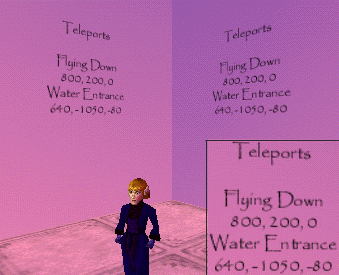 Teleports
Flying Down
800, 200, 0
Water Entrance
640, -1050, -80
Teleports
Flying Down
800, 200, 0
Water Entrance
640, -1050, -80
Teleports
Flying Down
800, 200, 0
Water Entrance
640, -1050, -80